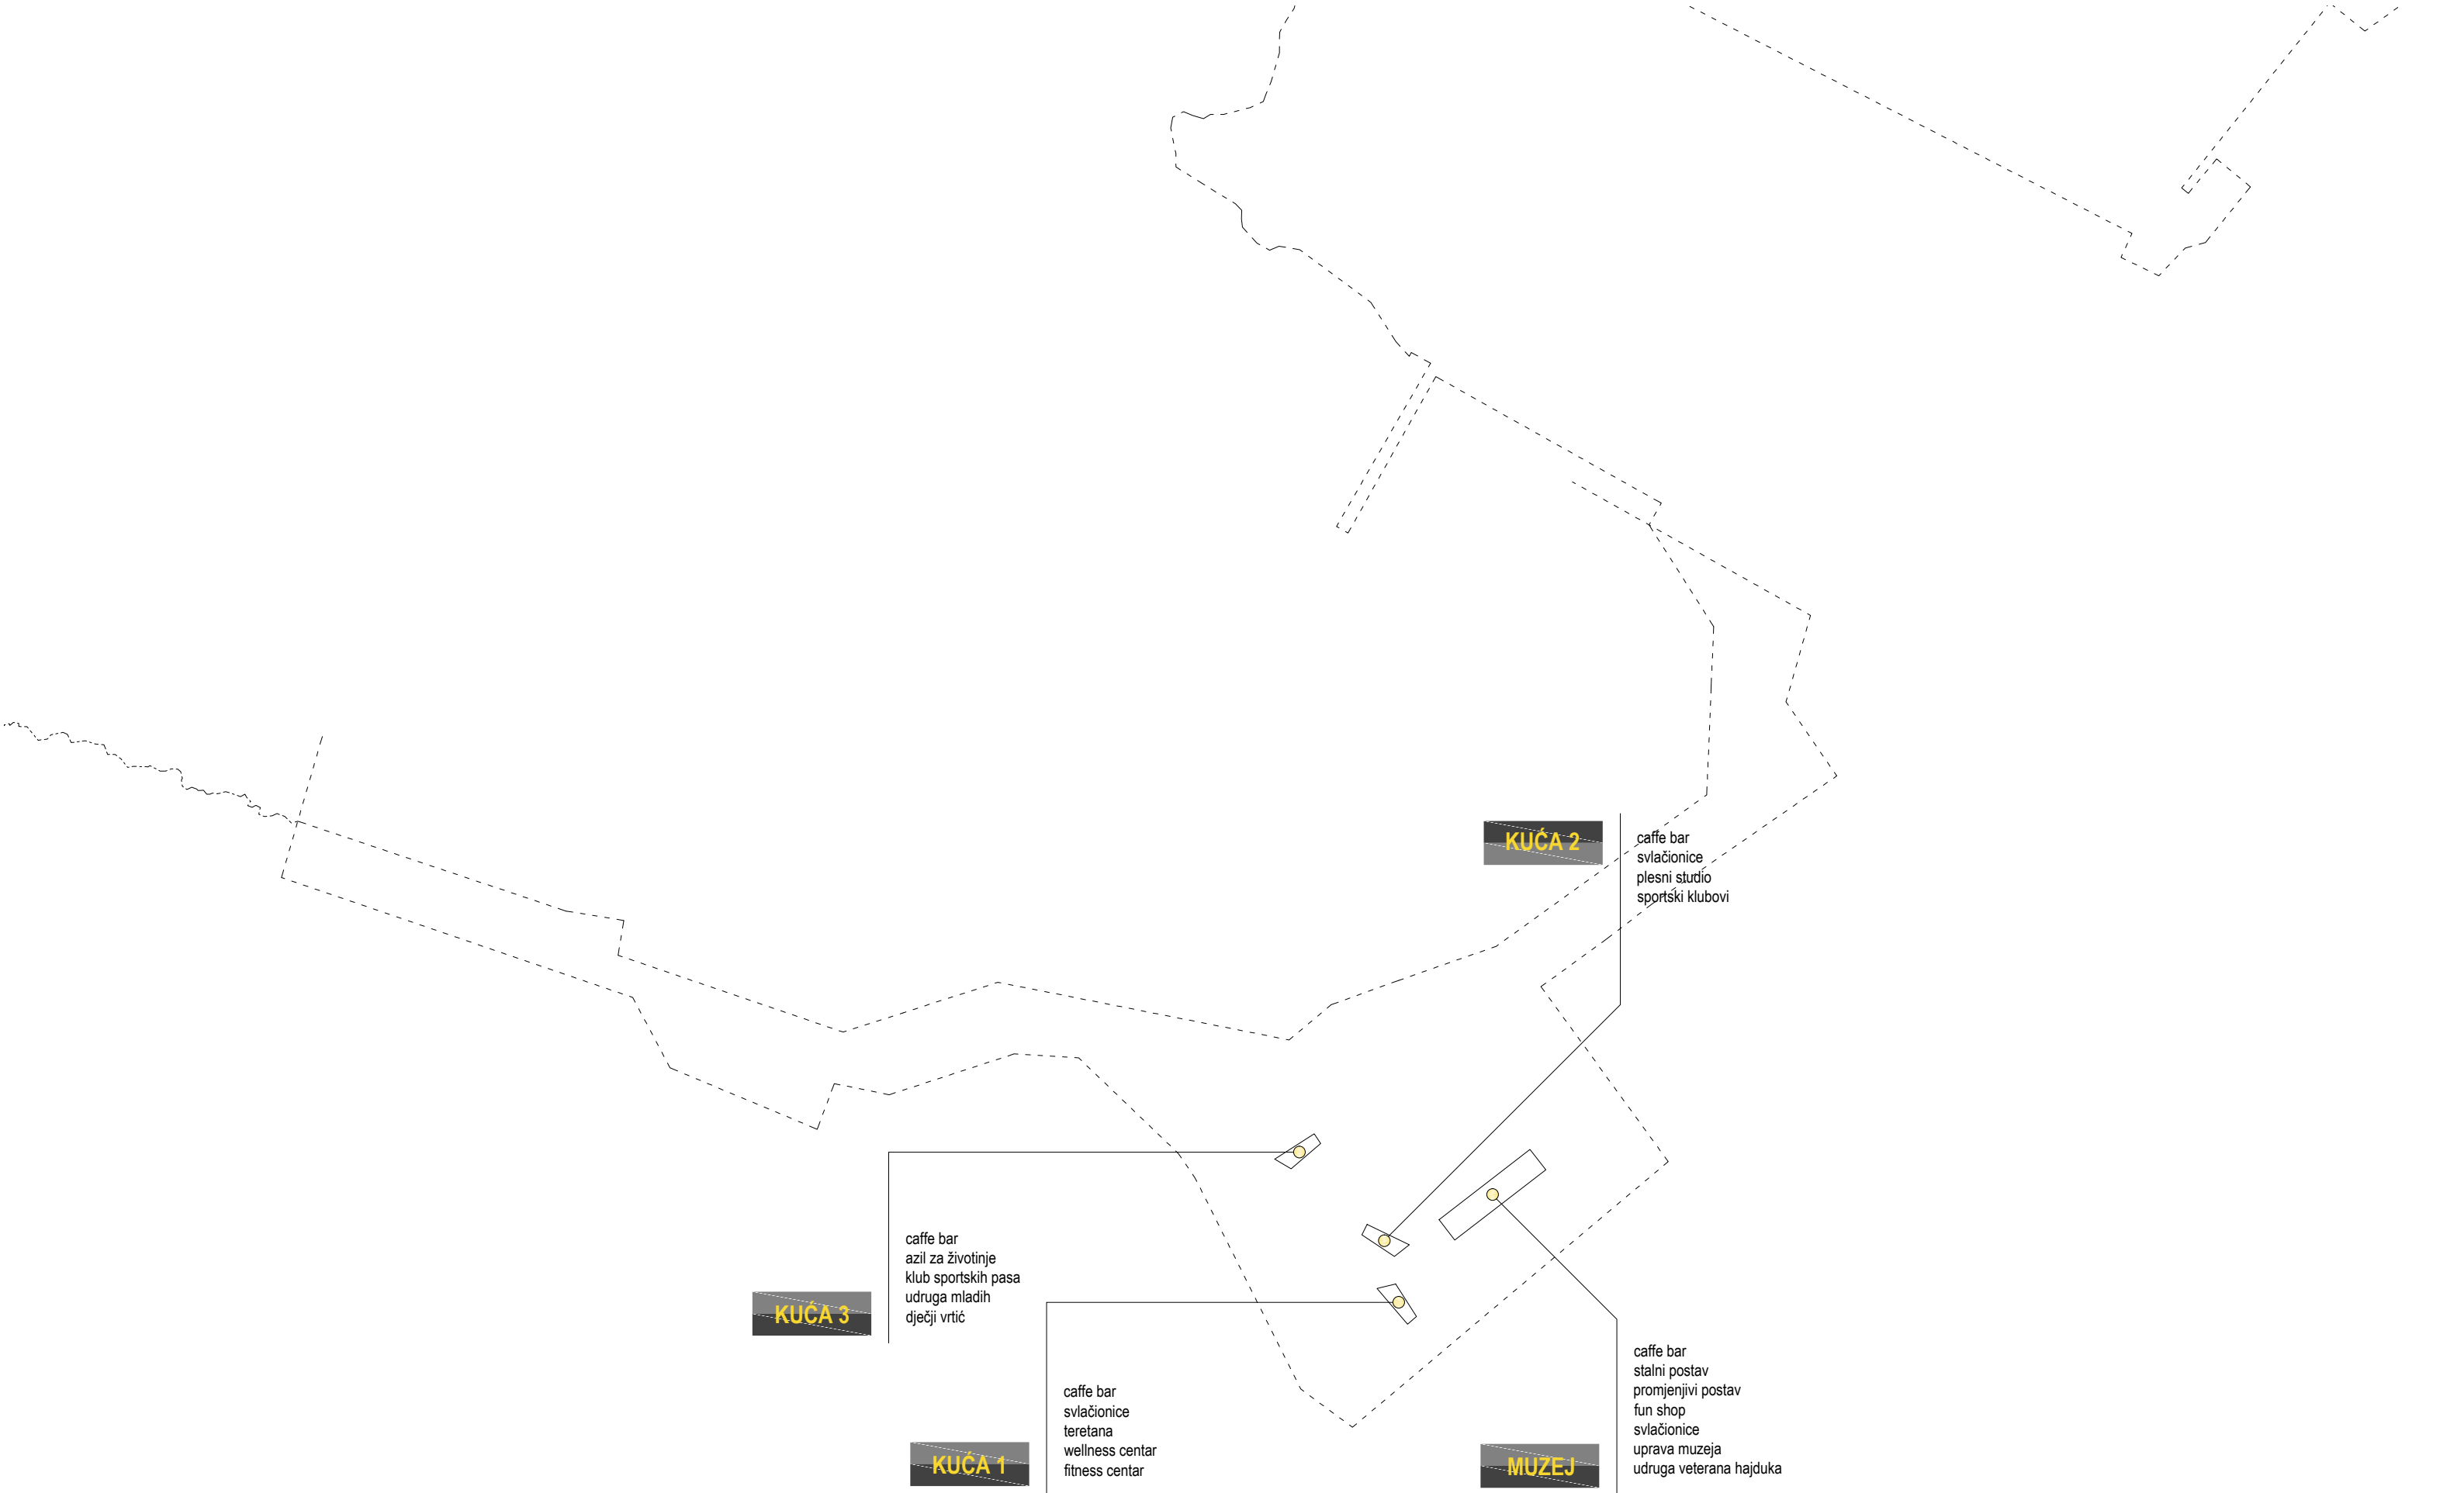 KUĆA 2
caffe bar
svlačionice
plesni studio
sportski klubovi
KUĆA 3
caffe bar
azil za životinje
klub sportskih pasa
udruga mladih
dječji vrtić
KUĆA 1
caffe bar
svlačionice
teretana
wellness centar
fitness centar
MUZEJ
caffe bar
stalni postav
promjenjivi postav
fun shop
svlačionice
uprava muzeja
udruga veterana hajduka